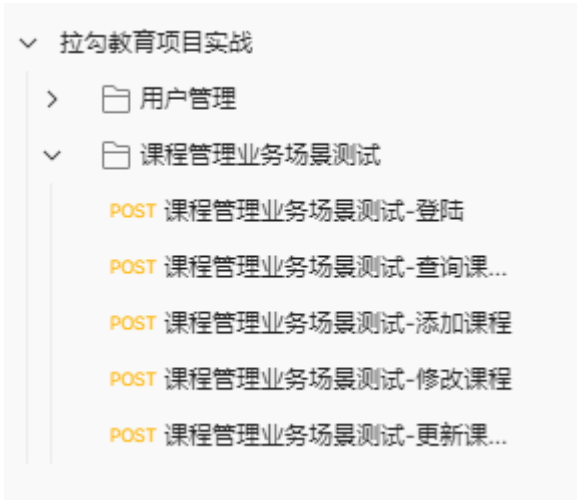 拉勾教育项目实战
用户管理
课程管理业务场景测试
POST 课程管理业务场景测试-登陆
POST 课程管理业务场景测试-查询课...
POST 课程管理业务场景测试-添加课程
POST 课程管理业务场景测试-修改课程
POST 课程管理业务场景测试-更新课...